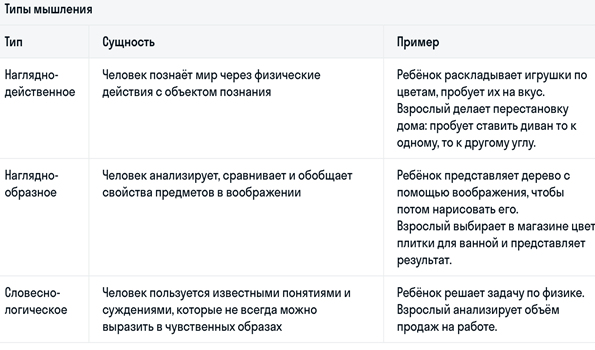 Типы мышления
Тип Сущность Пример
Наглядно-
действенное
Человек познаёт мир через физические
действия с объектом познания
Ребёнок раскладывает игрушки по
цветам, пробует их на вкус.
Взрослый делает перестановку
дома: пробует ставить диван то к
одному, то к другому углу.
Наглядно-
образное
Человек анализирует, сравнивает и обобщает
свойства предметов в воображении
Ребёнок представляет дерево с
помощью воображения, чтобы
потом нарисовать его.
Взрослый выбирает в магазине цвет
плитки для ванной и представляет
результат.
Словесно-
логическое
Человек пользуется известными понятиями и
суждениями, которые не всегда можно
выразить в чувственных образах
Ребёнок решает задачу по физике.
Взрослый анализирует объём
продаж на работе.